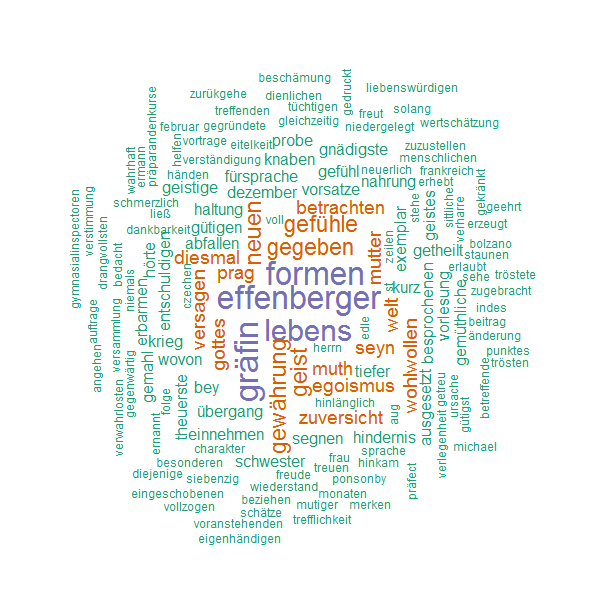 beschämung
zurükgehe
dienlichen
gedruckt
liebenswürdigen
treffenden
tüchtigen
freut
solang
februar
gegründete
gleichzeitig
niedergelegt
wertschätzung
präparandenkurse
wahrhaft
ermann
helfen
vortrage
eitelkeit
probe
gnädigste
zuzustellen
verständigung
knaben
menschlichen
händen
fürsprache
gefühl
neuerlich
frankreich
geistige
dezember
vorsatze
nahrung
erhebt
gekränkt
schmerzlich
haltung
neuen
betrachten
geistes
stehe
sittliche
verharre
geehrt
ließ
voll
gefühle
exemplar
erzeugt
dankbarkeit
gütigen
gymnasialinspectoren
verstimmung
drangvollsten
bedacht
hörte
entschuldigen
abfallen
gegeben
mutter
zeilen
getheilt
bolzano
erlaubt
staunen
diesmal
prag
formen
sehe
tröstete
niemals
erbarmen
czechen
versagen
effenberger
st
kurz
besprochenen
vorlesung
gemüthliche
zugebracht
welt
indes
auftrage
angehen
versammlung
gegenwärtig
krieg
gottes
gräfin
lebens
edle
beitrag
änderung
wovon
herrn
seyn
punktes
gemahl
gewährung
geist
muth
tiefer
trösten
verwahrlosten
folge
theuerste
bey
egoismus
wohlwollen
ausgesetzt
getreu
ursache
betreffende
hinlänglich
aug
übergang
zuversicht
gütigst
ernannt
einnehmen
segnen
hindernis
verlegenheit
charakter
sprache
michael
besonderen
schwester
frau
hinkam
diejenige
siebenzig
freude
treuen
ponsonby
präfect
eingeschobenen
wiederstand
monaten
vollzogen
beziehen
mutiger
merken
schätze
voranstehenden
trefflichkeit
eigenhändigen